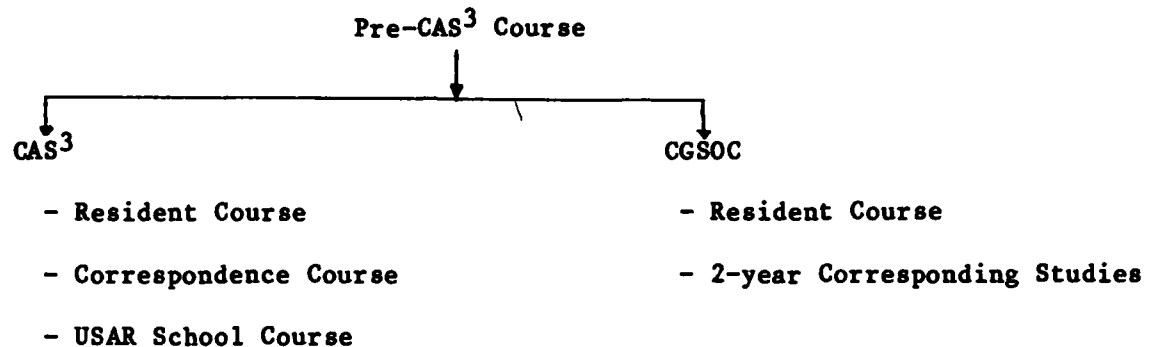 Pre-CAS³ Course
CAS³
CGSOC
- Resident Course
- Correspondence Course
- USAR School Course
- Resident Course
- 2-year Corresponding Studies